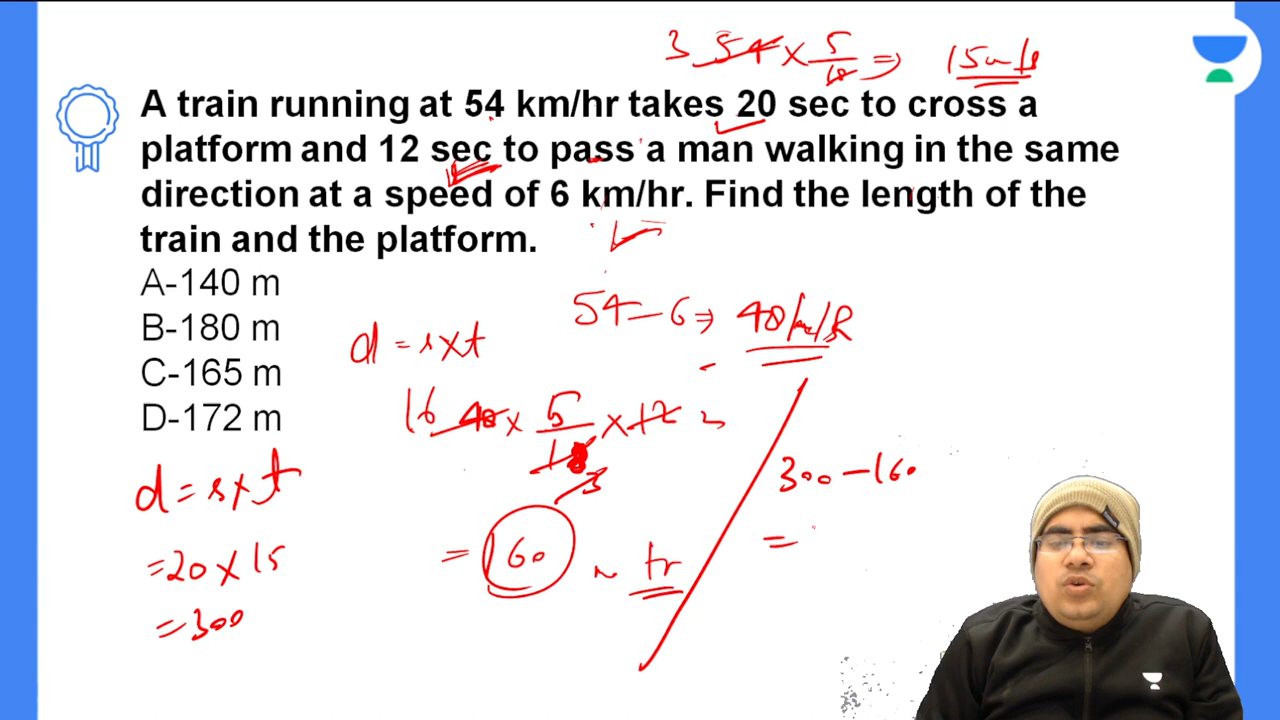 3 54 × 5/18 ⇒ 15m/s
A train running at 54 km/hr takes 20 sec to cross a
platform and 12 sec to pass a man walking in the same
direction at a speed of 6 km/hr. Find the length of the
train and the platform.
A-140 m
B-180 m
C-165 m
D-172 m
54-6 ⇒ 48km/h
d = s×t
16 48 × 5/18 × 12 =
3
= 160 m tr
d = s×t
= 20 × 15
= 300
300-160
=